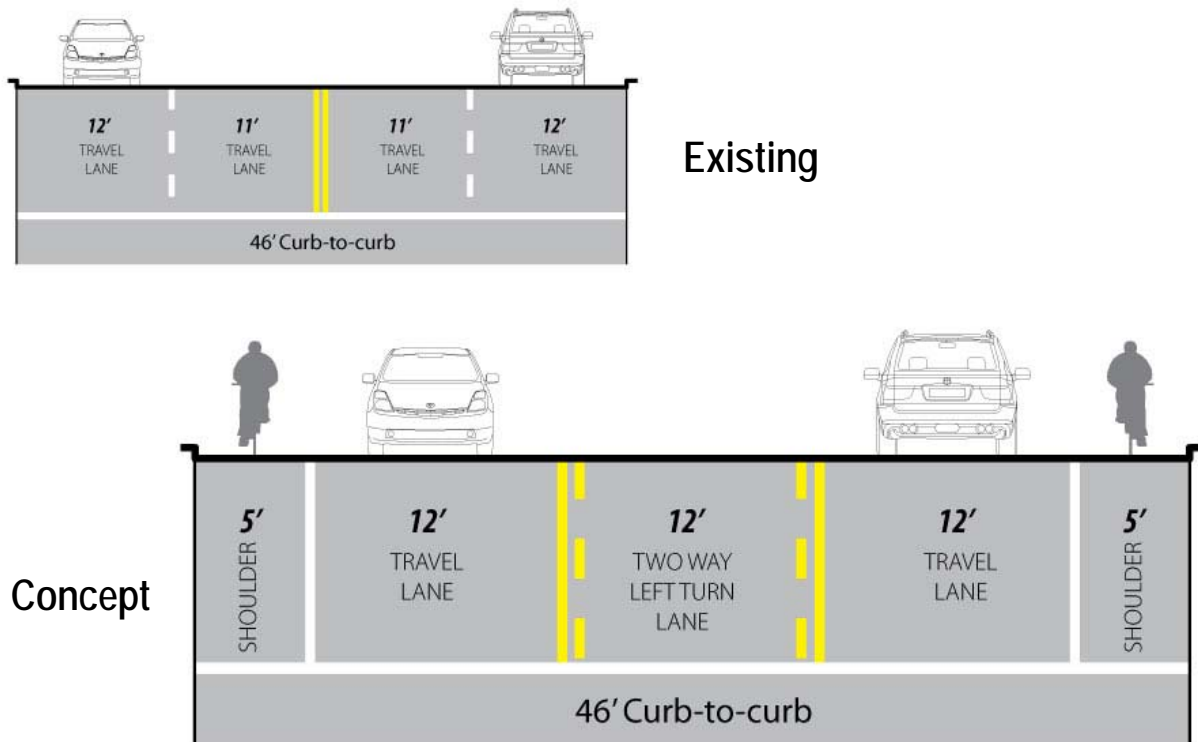 12' 11' 11' 12'
TRAVEL LANE TRAVEL LANE TRAVEL LANE TRAVEL LANE
46' Curb-to-curb
Existing
Concept
5'
SHOULDER
12'
TRAVEL
LANE
12'
TWO WAY
LEFT TURN
LANE
12'
TRAVEL
LANE
5'
SHOULDER
46' Curb-to-curb